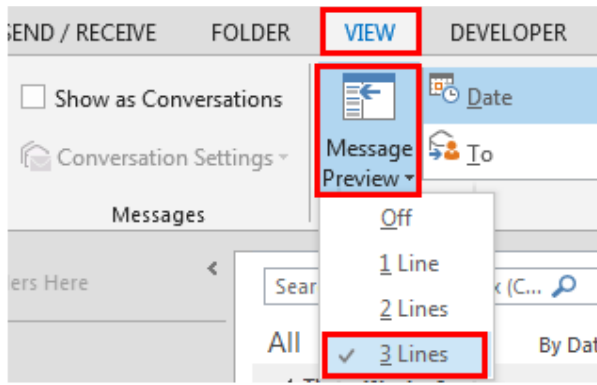 SEND / RECEIVE FOLDER VIEW DEVELOPER
Show as Conversations
Conversation Settings
Messages
Message
Preview
Date
To
Off
1 Line
2 Lines
3 Lines
ers Here
Sear
x (C...
All
By Dat